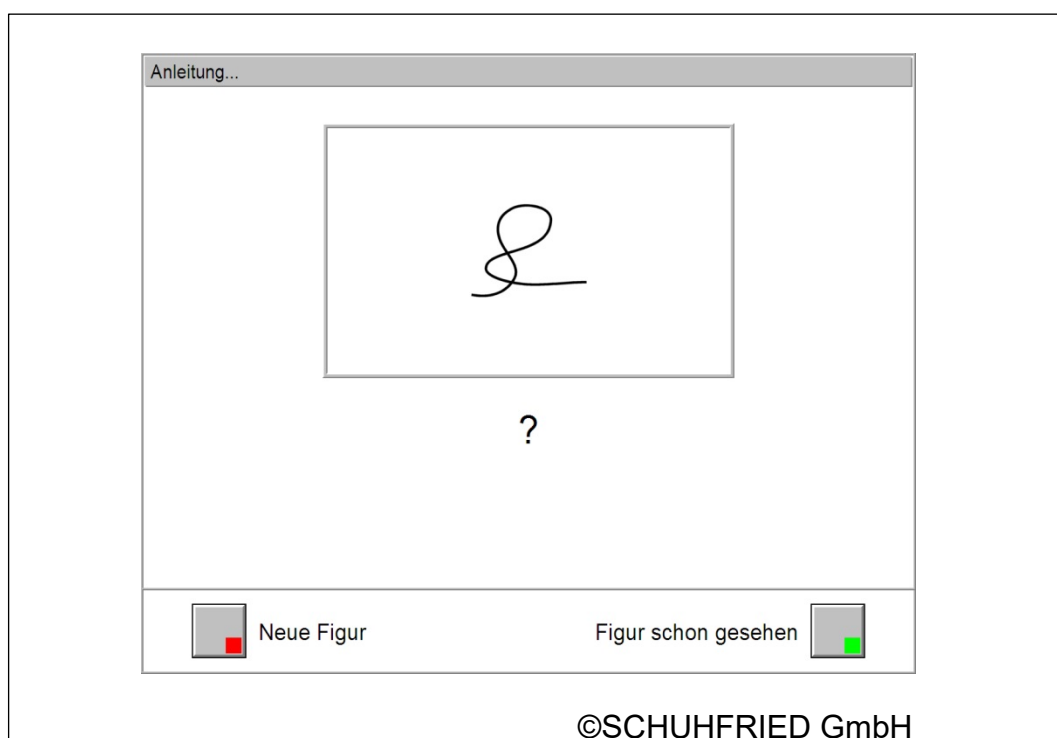 Anleitung...
?
Neue Figur
Figur schon gesehen
©SCHUHFRIED GmbH